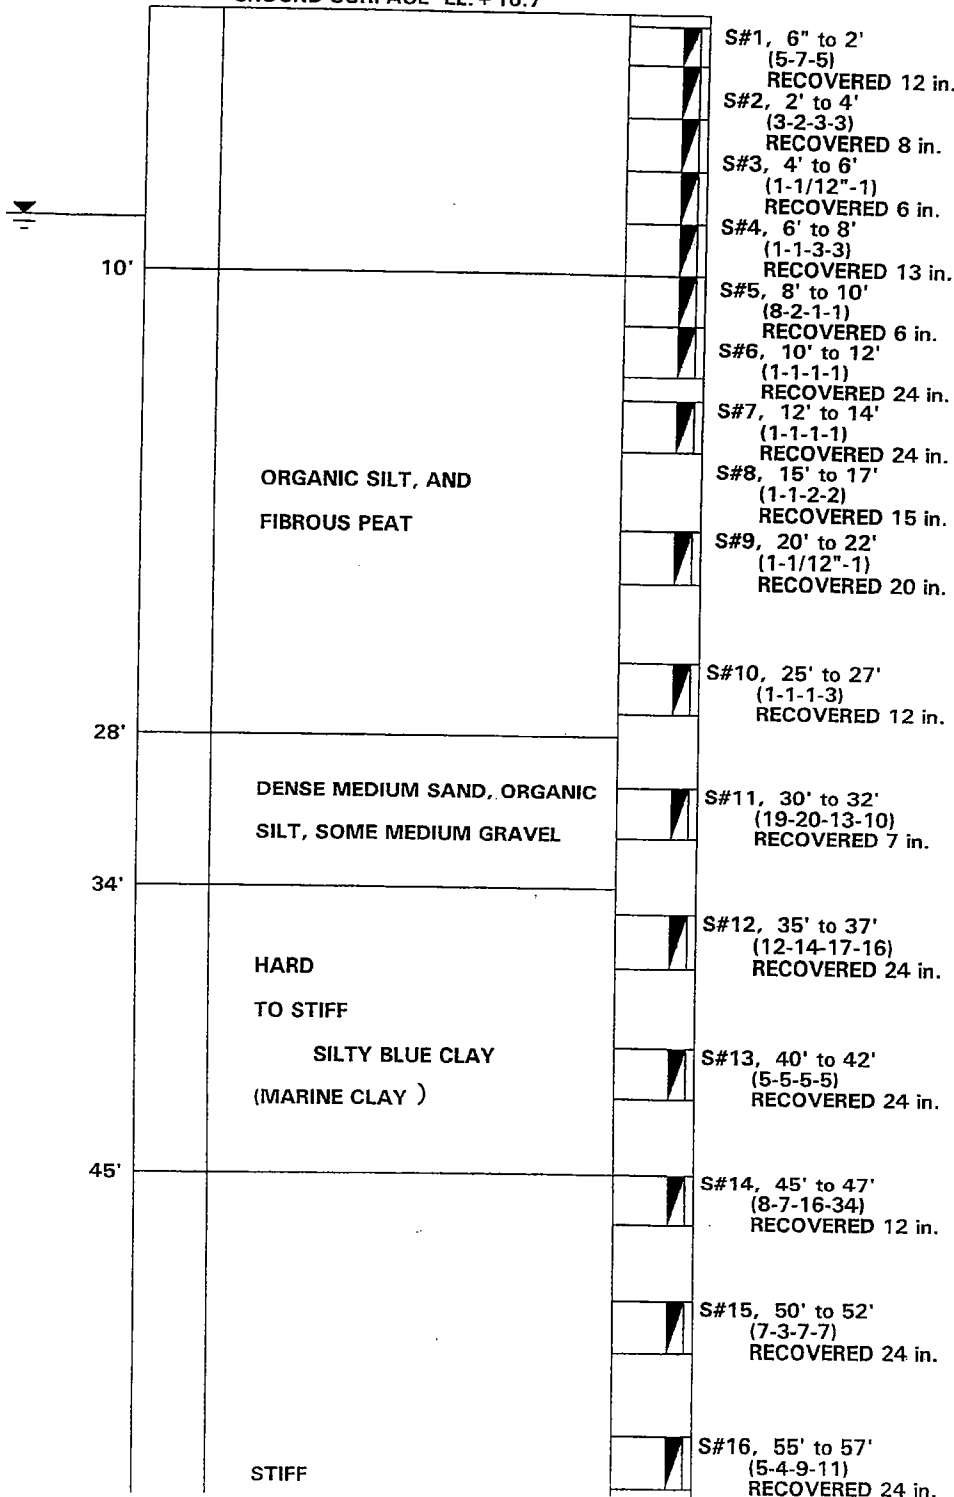 S#1, 6" to 2'
(5-7-5)
RECOVERED 12 in.
S#2, 2' to 4'
(3-2-3-3)
RECOVERED 8 in.
S#3, 4' to 6'
(1-1/12"-1)
RECOVERED 6 in.
S#4, 6' to 8'
(1-1-3-3)
RECOVERED 13 in.
10'
S#5, 8' to 10'
(8-2-1-1)
RECOVERED 6 in.
S#6, 10' to 12'
(1-1-1-1)
RECOVERED 24 in.
S#7, 12' to 14'
(1-1-1-1)
RECOVERED 24 in.
ORGANIC SILT, AND
FIBROUS PEAT
S#8, 15' to 17'
(1-1-2-2)
RECOVERED 15 in.
S#9, 20' to 22'
(1-1/12"-1)
RECOVERED 20 in.
S#10, 25' to 27'
(1-1-1-3)
RECOVERED 12 in.
28'
DENSE MEDIUM SAND, ORGANIC
SILT, SOME MEDIUM GRAVEL
S#11, 30' to 32'
(19-20-13-10)
RECOVERED 7 in.
34'
S#12, 35' to 37'
(12-14-17-16)
RECOVERED 24 in.
HARD
TO STIFF
SILTY BLUE CLAY
(MARINE CLAY )
S#13, 40' to 42'
(5-5-5-5)
RECOVERED 24 in.
45'
S#14, 45' to 47'
(8-7-16-34)
RECOVERED 12 in.
S#15, 50' to 52'
(7-3-7-7)
RECOVERED 24 in.
STIFF
S#16, 55' to 57'
(5-4-9-11)
RECOVERED 24 in.